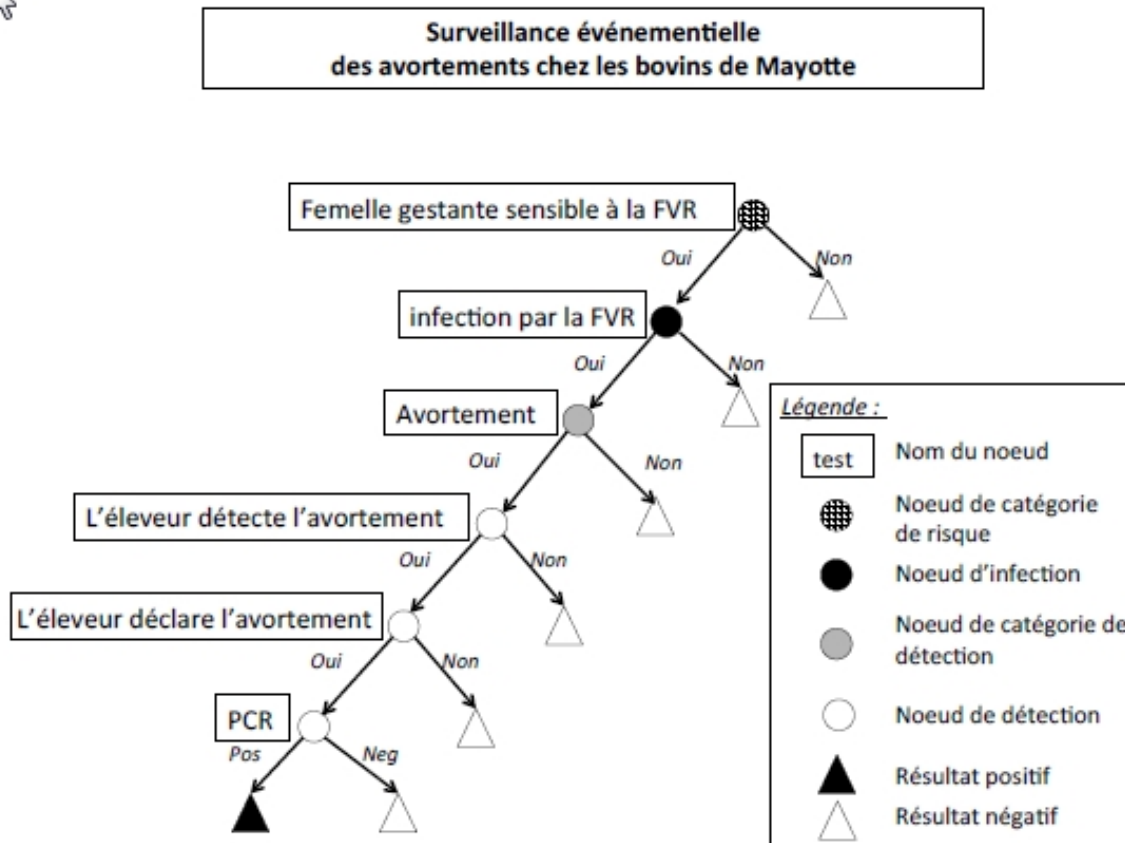 Surveillance événementielle
des avortements chez les bovins de Mayotte
Femelle gestante sensible à la FVR
Oui
Non
infection par la FVR
Oui
Non
Avortement
Oui
Non
L'éleveur détecte l'avortement
Oui
Non
L'éleveur déclare l'avortement
Oui
Non
PCR
Pos
Neg
Légende :
test
Nom du noeud
Noeud de catégorie
de risque
Noeud d'infection
Noeud de catégorie de
détection
Noeud de détection
Résultat positif
Résultat négatif